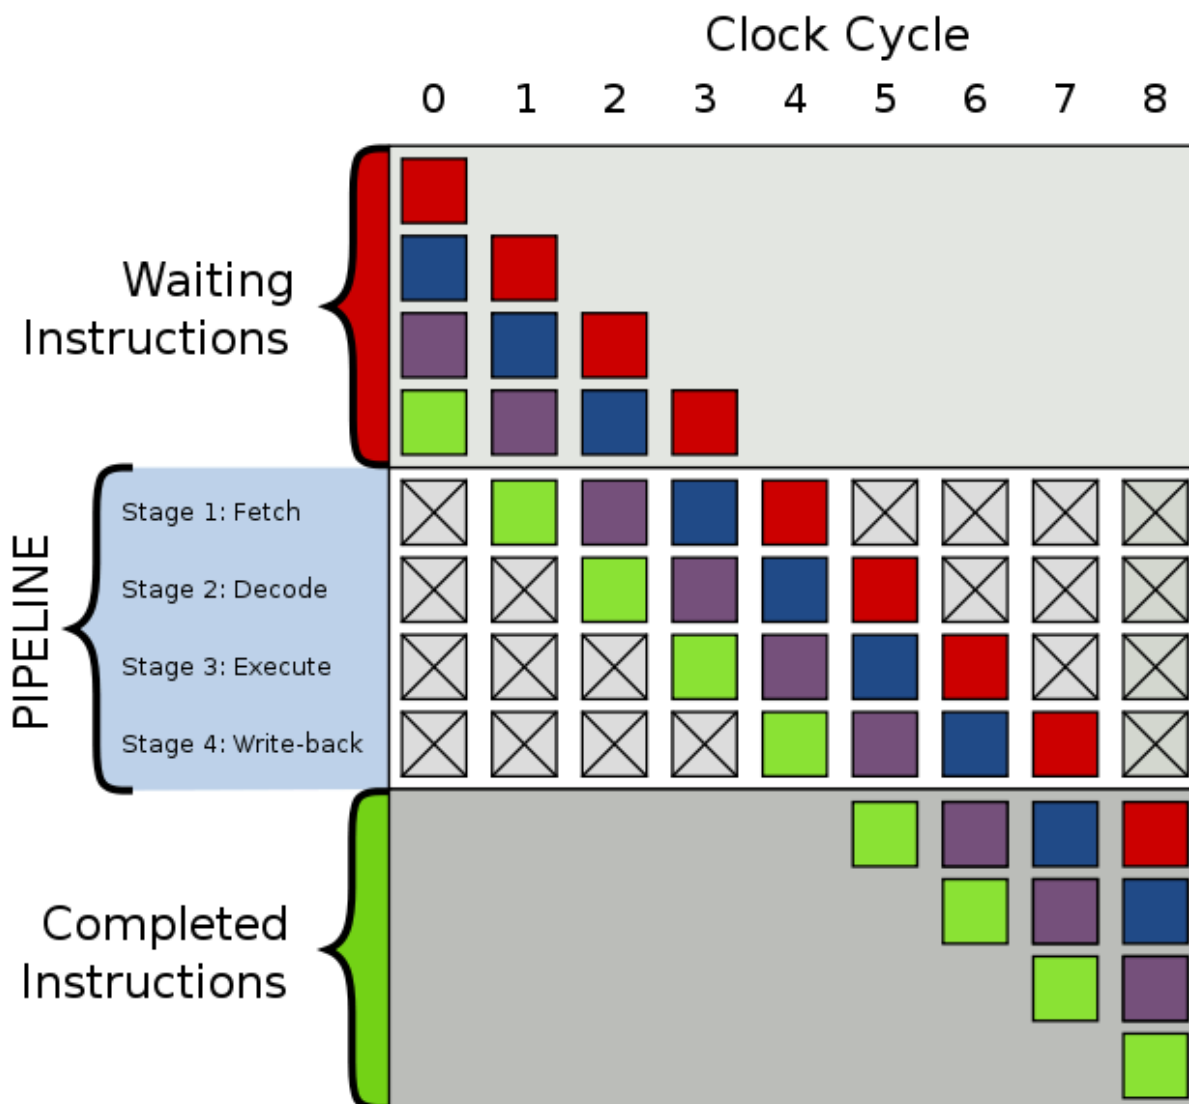 Clock Cycle
0 1 2 3 4 5 6 7 8
Waiting
Instructions
PIPELINE
Stage 1: Fetch
Stage 2: Decode
Stage 3: Execute
Stage 4: Write-back
Completed
Instructions